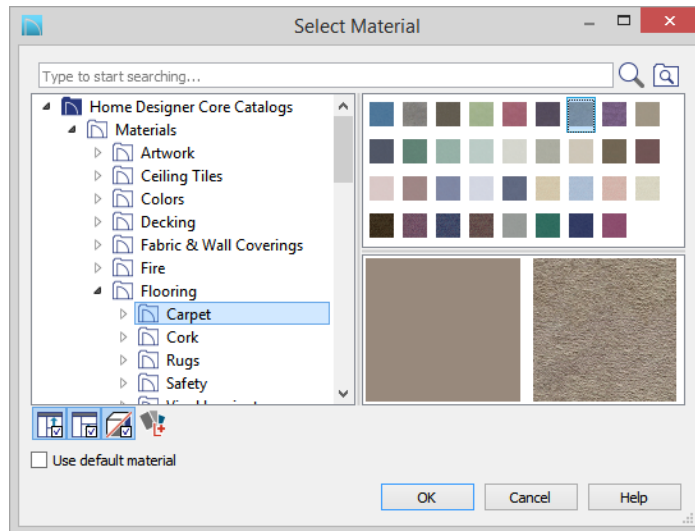 Select Material
Type to start searching...
Home Designer Core Catalogs
Materials
Artwork
Ceiling Tiles
Colors
Decking
Fabric & Wall Coverings
Fire
Flooring
Carpet
Cork
Rugs
Safety
Use default material
OK
Cancel
Help